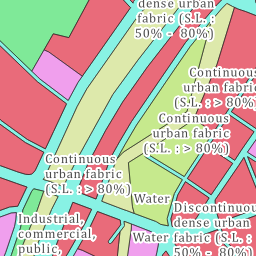 dense urban
fabric (S.L. :
50% - 80%)
Continuous
urban fabric
(S.L. : > 80%)
Continuous
urban fabric
(S.L. : > 80%)
Continuous
urban fabric
(S.L. : > 80%)
Water
Discontinuous
dense urban
fabric (S.L. :
50% - 80%)
Industrial,
commercial,
public,
Water